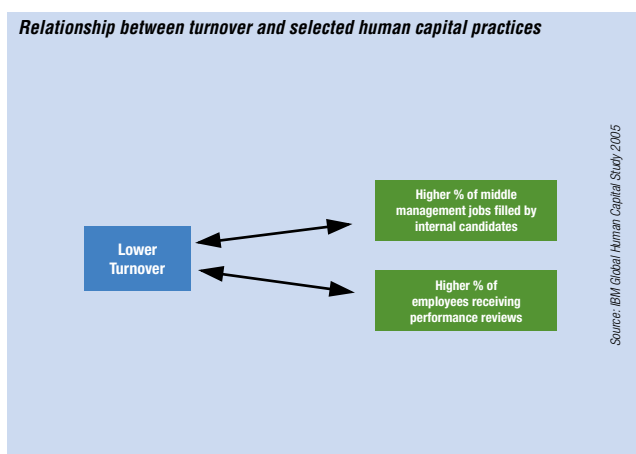 Relationship between turnover and selected human capital practices
Higher % of middle
management jobs filled by
internal candidates
Lower
Turnover
Higher % of
employees receiving
performance reviews
Source: IBM Global Human Capital Study 2005